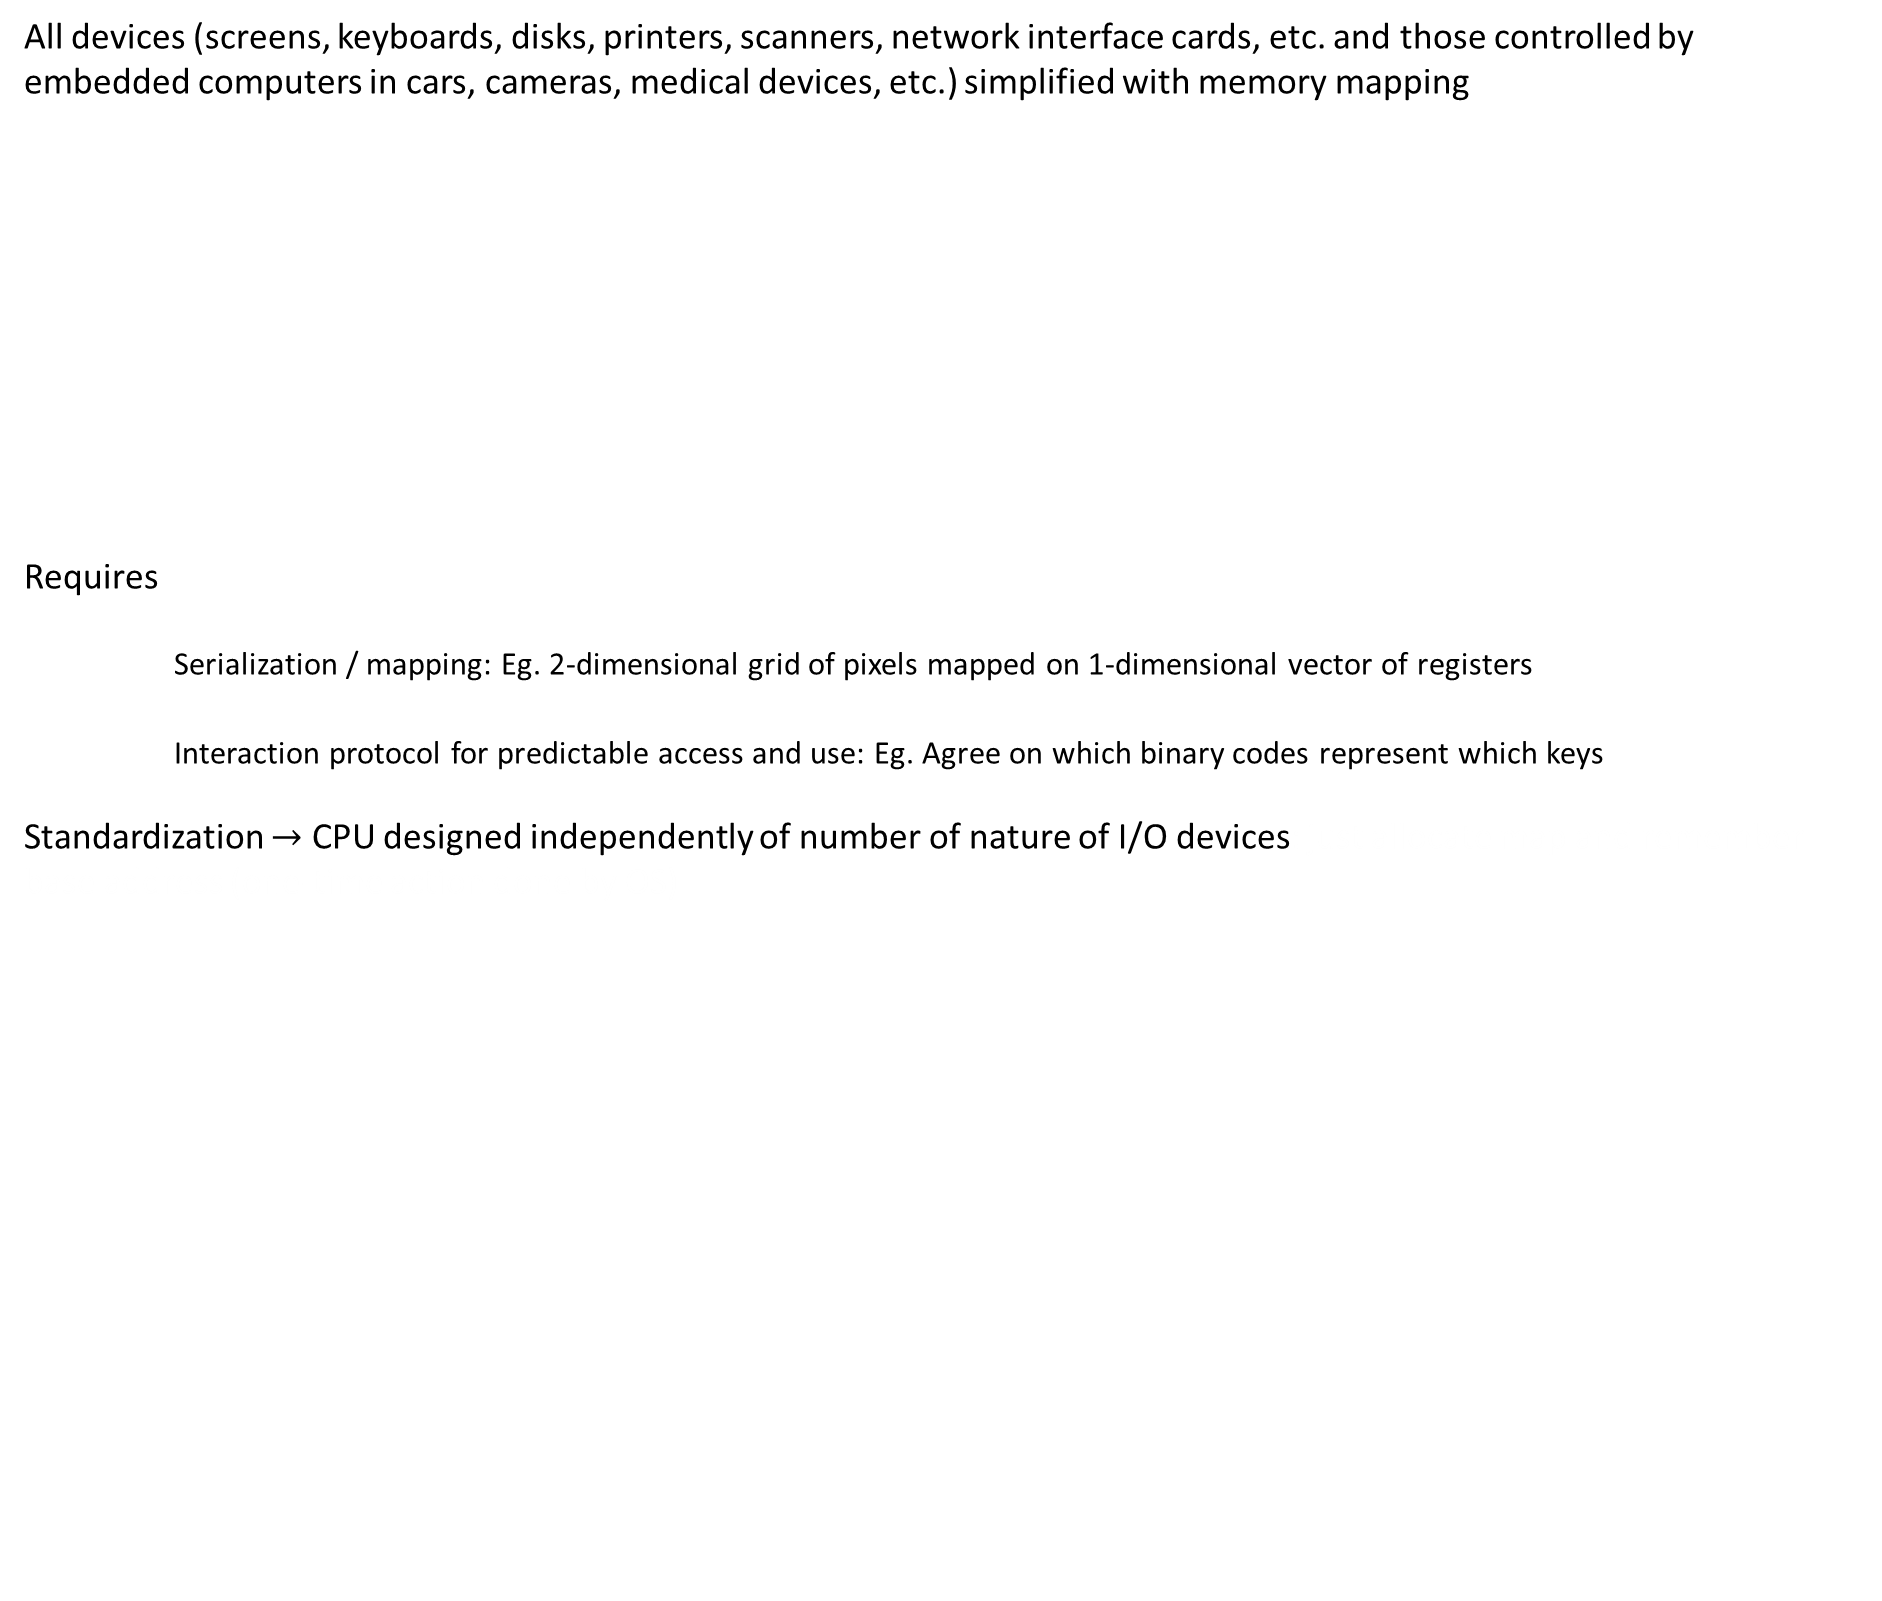 All devices (screens, keyboards, disks, printers, scanners, network interface cards, etc. and those controlled by
embedded computers in cars, cameras, medical devices, etc.) simplified with memory mapping
Requires
Serialization / mapping: Eg. 2-dimensional grid of pixels mapped on 1-dimensional vector of registers
Interaction protocol for predictable access and use: Eg. Agree on which binary codes represent which keys
Standardization → CPU designed independently of number of nature of I/O devices